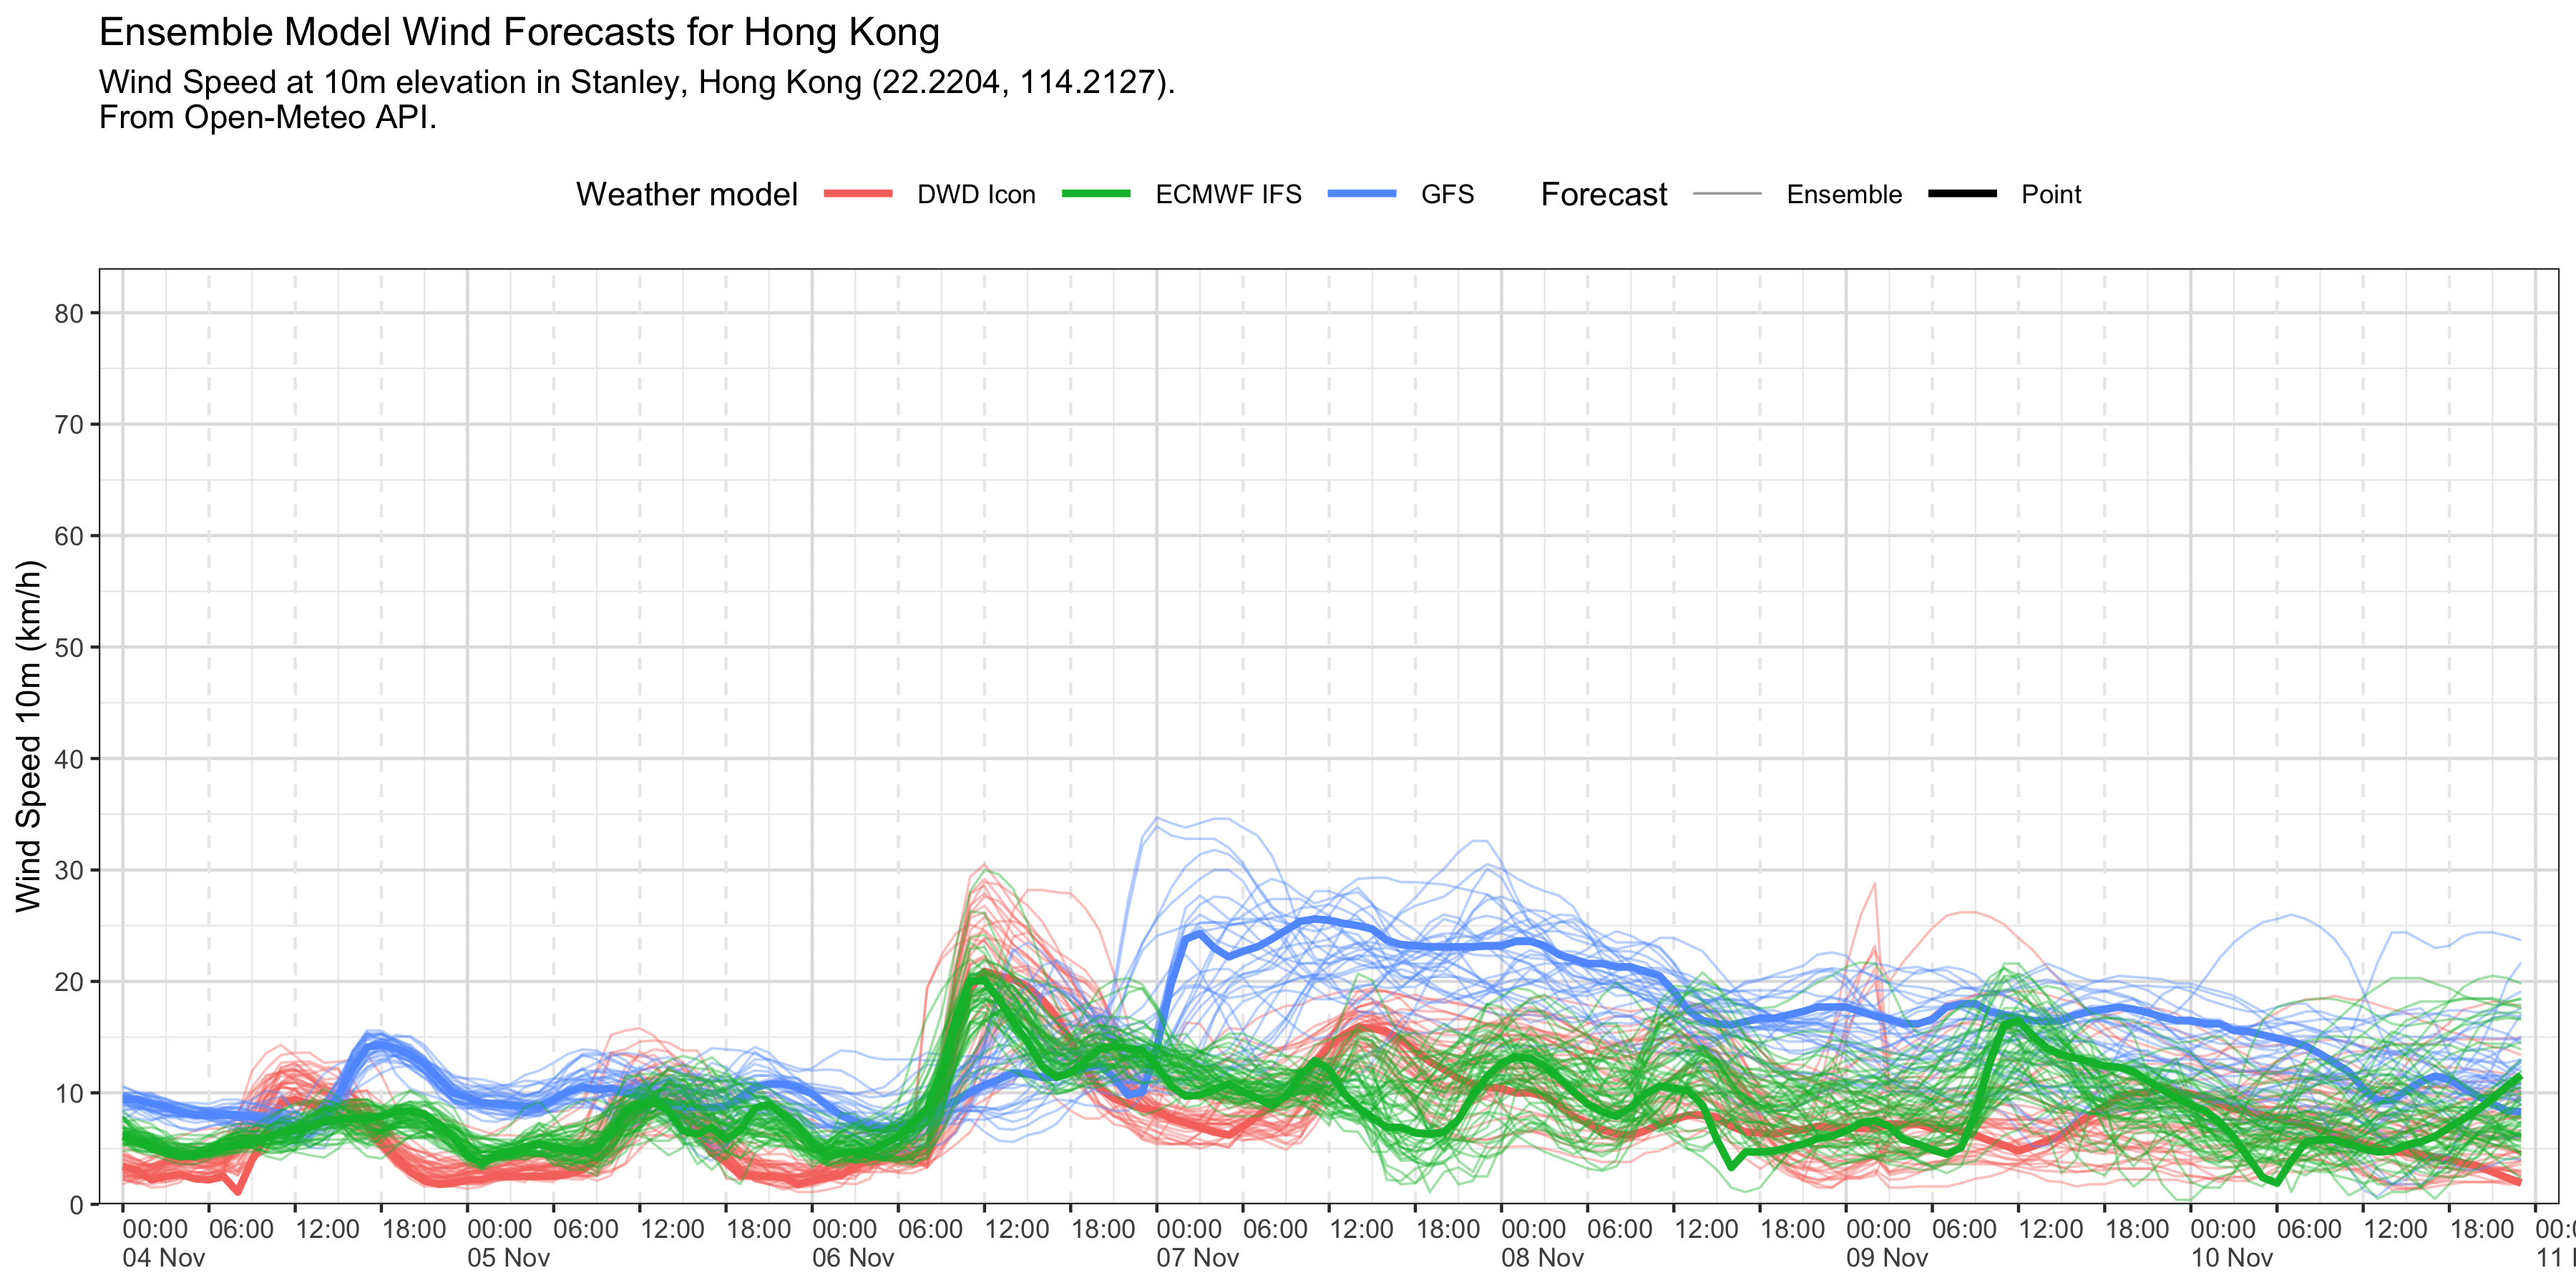 Ensemble Model Wind Forecasts for Hong Kong
Wind Speed at 10m elevation in Stanley, Hong Kong (22.2204, 114.2127).
From Open-Meteo API.
Weather model DWD Icon ECMWF IFS GFS Forecast Ensemble Point
Wind Speed 10m (km/h)
80
70
60
50
40
30
20
10
0
00:00 06:00 12:00 18:00 00:00 06:00 12:00 18:00 00:00 06:00 12:00 18:00 00:00 06:00 12:00 18:00 00:00 06:00 12:00 18:00 00:00 06:00 12:00 18:00 00:00 06:00 12:00 18:00
04 Nov 05 Nov 06 Nov 07 Nov 08 Nov 09 Nov 10 Nov 11